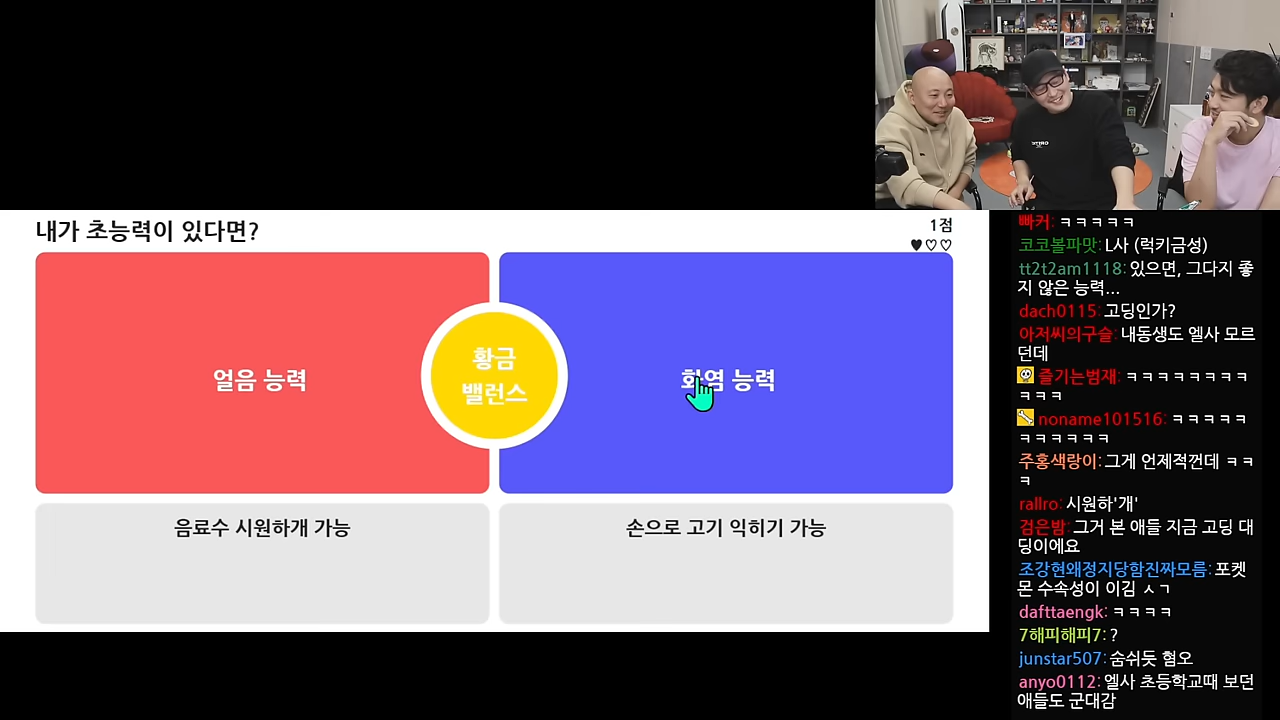 내가 초능력이 있다면?
1점
♥♡♡
얼음 능력
황금
밸런스
화염 능력
음료수 시원하개 가능
손으로 고기 익히기 가능
빠커: ㅋㅋㅋㅋㅋ
코코볼파맛: L사 (럭키금성)
tt2t2am1118: 있으면, 그다지 좋
지 않은 능력...
dach0115: 고딩인가?
아저씨의구슬: 내동생도 엘사 모르
던데
즐기는범재: ㅋㅋㅋㅋㅋㅋㅋㅋ
ㅋㅋㅋ
noname101516: ㅋㅋㅋㅋㅋ
ㅋㅋㅋㅋㅋㅋ
주홍색랑이: 그게 언제적껀데 ㅋㅋ
ㅋ
rallro: 시원하'개'
검은밤: 그거 본 애들 지금 고딩 대
딩이에요
조강현왜정지당함진짜모름: 포켓
몬 수속성이 이김 ㅅㄱ
dafttaengk: ㅋㅋㅋㅋ
7해피해피7: ?
junstar507: 숨쉬듯 혐오
anyo0112: 엘사 초등학교때 보던
애들도 군대감